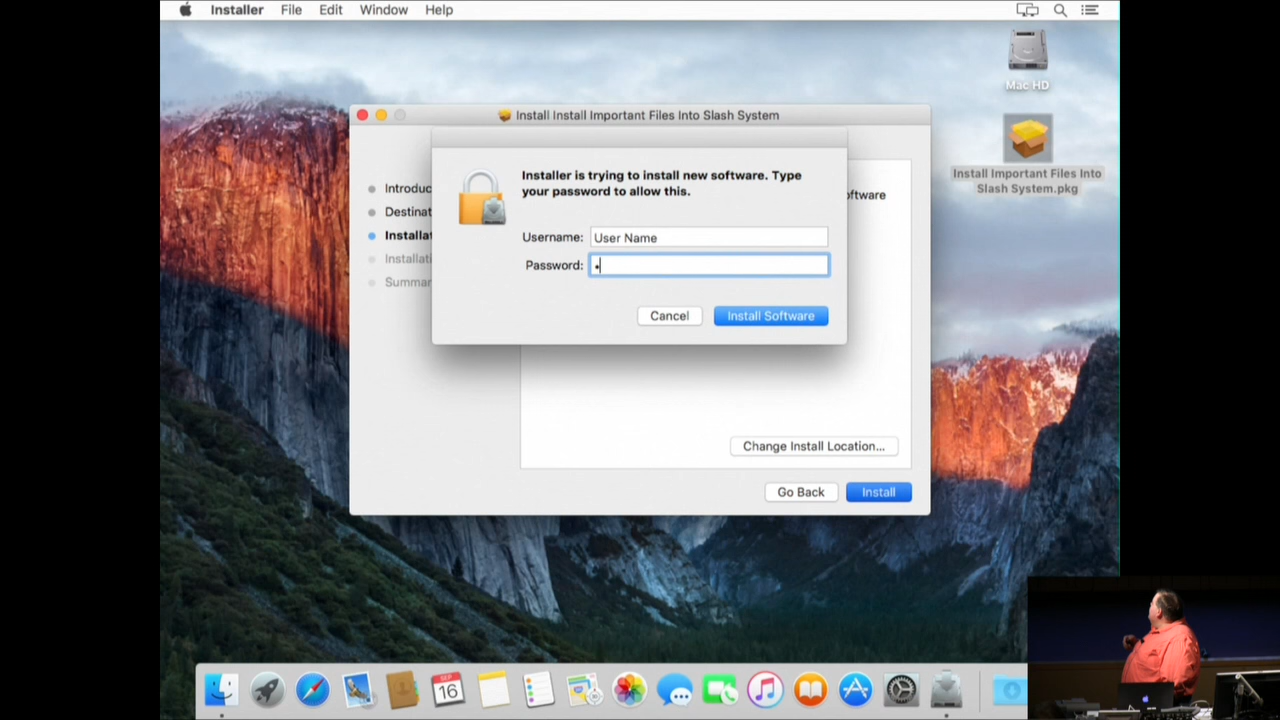 Installer File Edit Window Help
Mac HD
Install Install Important Files Into Slash System
Install Important Files Into
Slash System.pkg
Installer is trying to install new software. Type
your password to allow this.
Introduc
Destinat
Installat
Installati
Summar
oftware
Username: User Name
Password: •
Cancel Install Software
Change Install Location...
Go Back Install
SEP
16